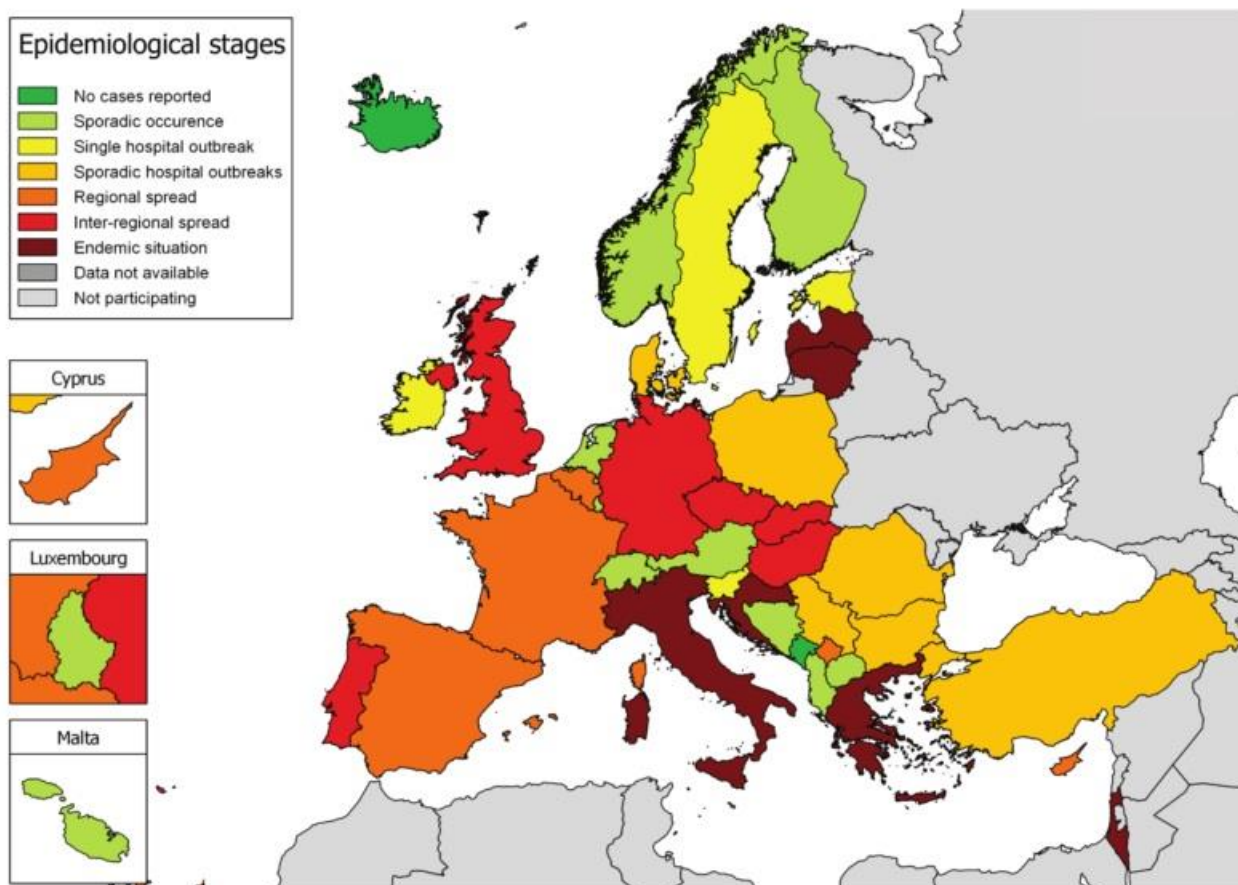 Epidemiological stages
No cases reported
Sporadic occurence
Single hospital outbreak
Sporadic hospital outbreaks
Regional spread
Inter-regional spread
Endemic situation
Data not available
Not participating
Cyprus
Luxembourg
Malta